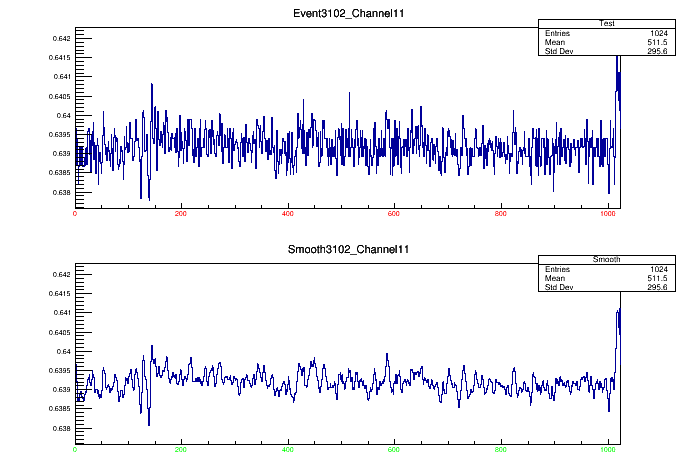 Event3102_Channel11
Test
Entries 1024
Mean 511.5
Std Dev 295.6
0.642
0.6415
0.641
0.6405
0.64
0.6395
0.639
0.6385
0.638
0 200 400 600 800 1000
Smooth3102_Channel11
Smooth
Entries 1024
Mean 511.5
Std Dev 295.6
0.642
0.6415
0.641
0.6405
0.64
0.6395
0.639
0.6385
0.638
0 200 400 600 800 1000